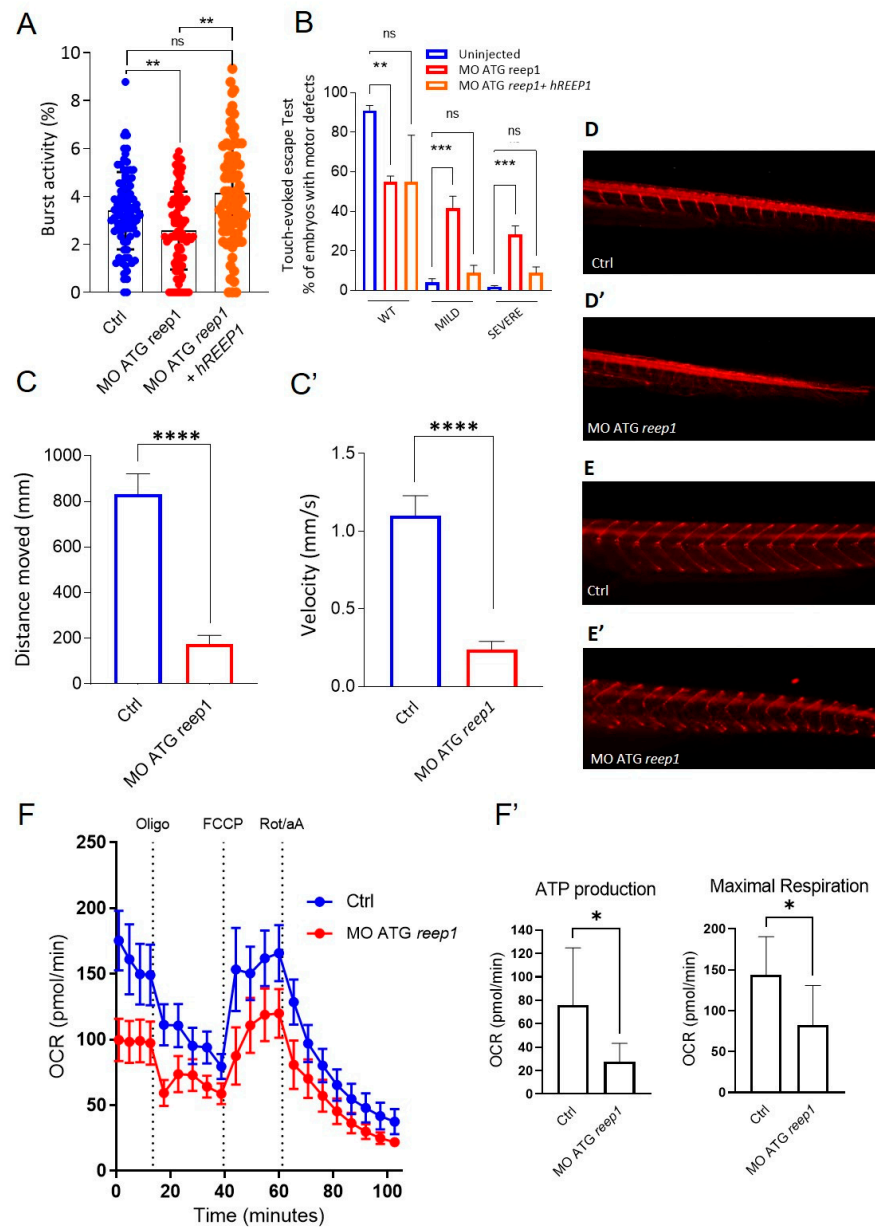 A
**
ns
**
Burst activity (%)
10
8
6
4
2
0
Ctrl
MO ATG reep1
MO ATG reep1
+ hREEP1
B
Uninjected
MO ATG reep1
MO ATG reep1+ hREEP1
ns
**
ns
***
ns
***
Touch-evoked escape Test
% of embryos with motor defects
100
80
60
40
20
0
WT
MILD
SEVERE
C
****
Distance moved (mm)
1000
800
600
400
200
0
Ctrl
MO ATG reep1
C'
****
Velocity (mm/s)
1.5
1.0
0.5
0.0
Ctrl
MO ATG reep1
D
Ctrl
D'
MO ATG reep1
E
Ctrl
E'
MO ATG reep1
F
Oligo
FCCP
Rot/aA
Ctrl
MO ATG reep1
OCR (pmol/min)
250
200
150
100
50
0
0 20 40 60 80 100
Time (minutes)
F'
ATP production
*
OCR (pmol/min)
140
120
100
80
60
40
20
0
Ctrl
MO ATG reep1
Maximal Respiration
*
OCR (pmol/min)
200
150
100
50
0
Ctrl
MO ATG reep1